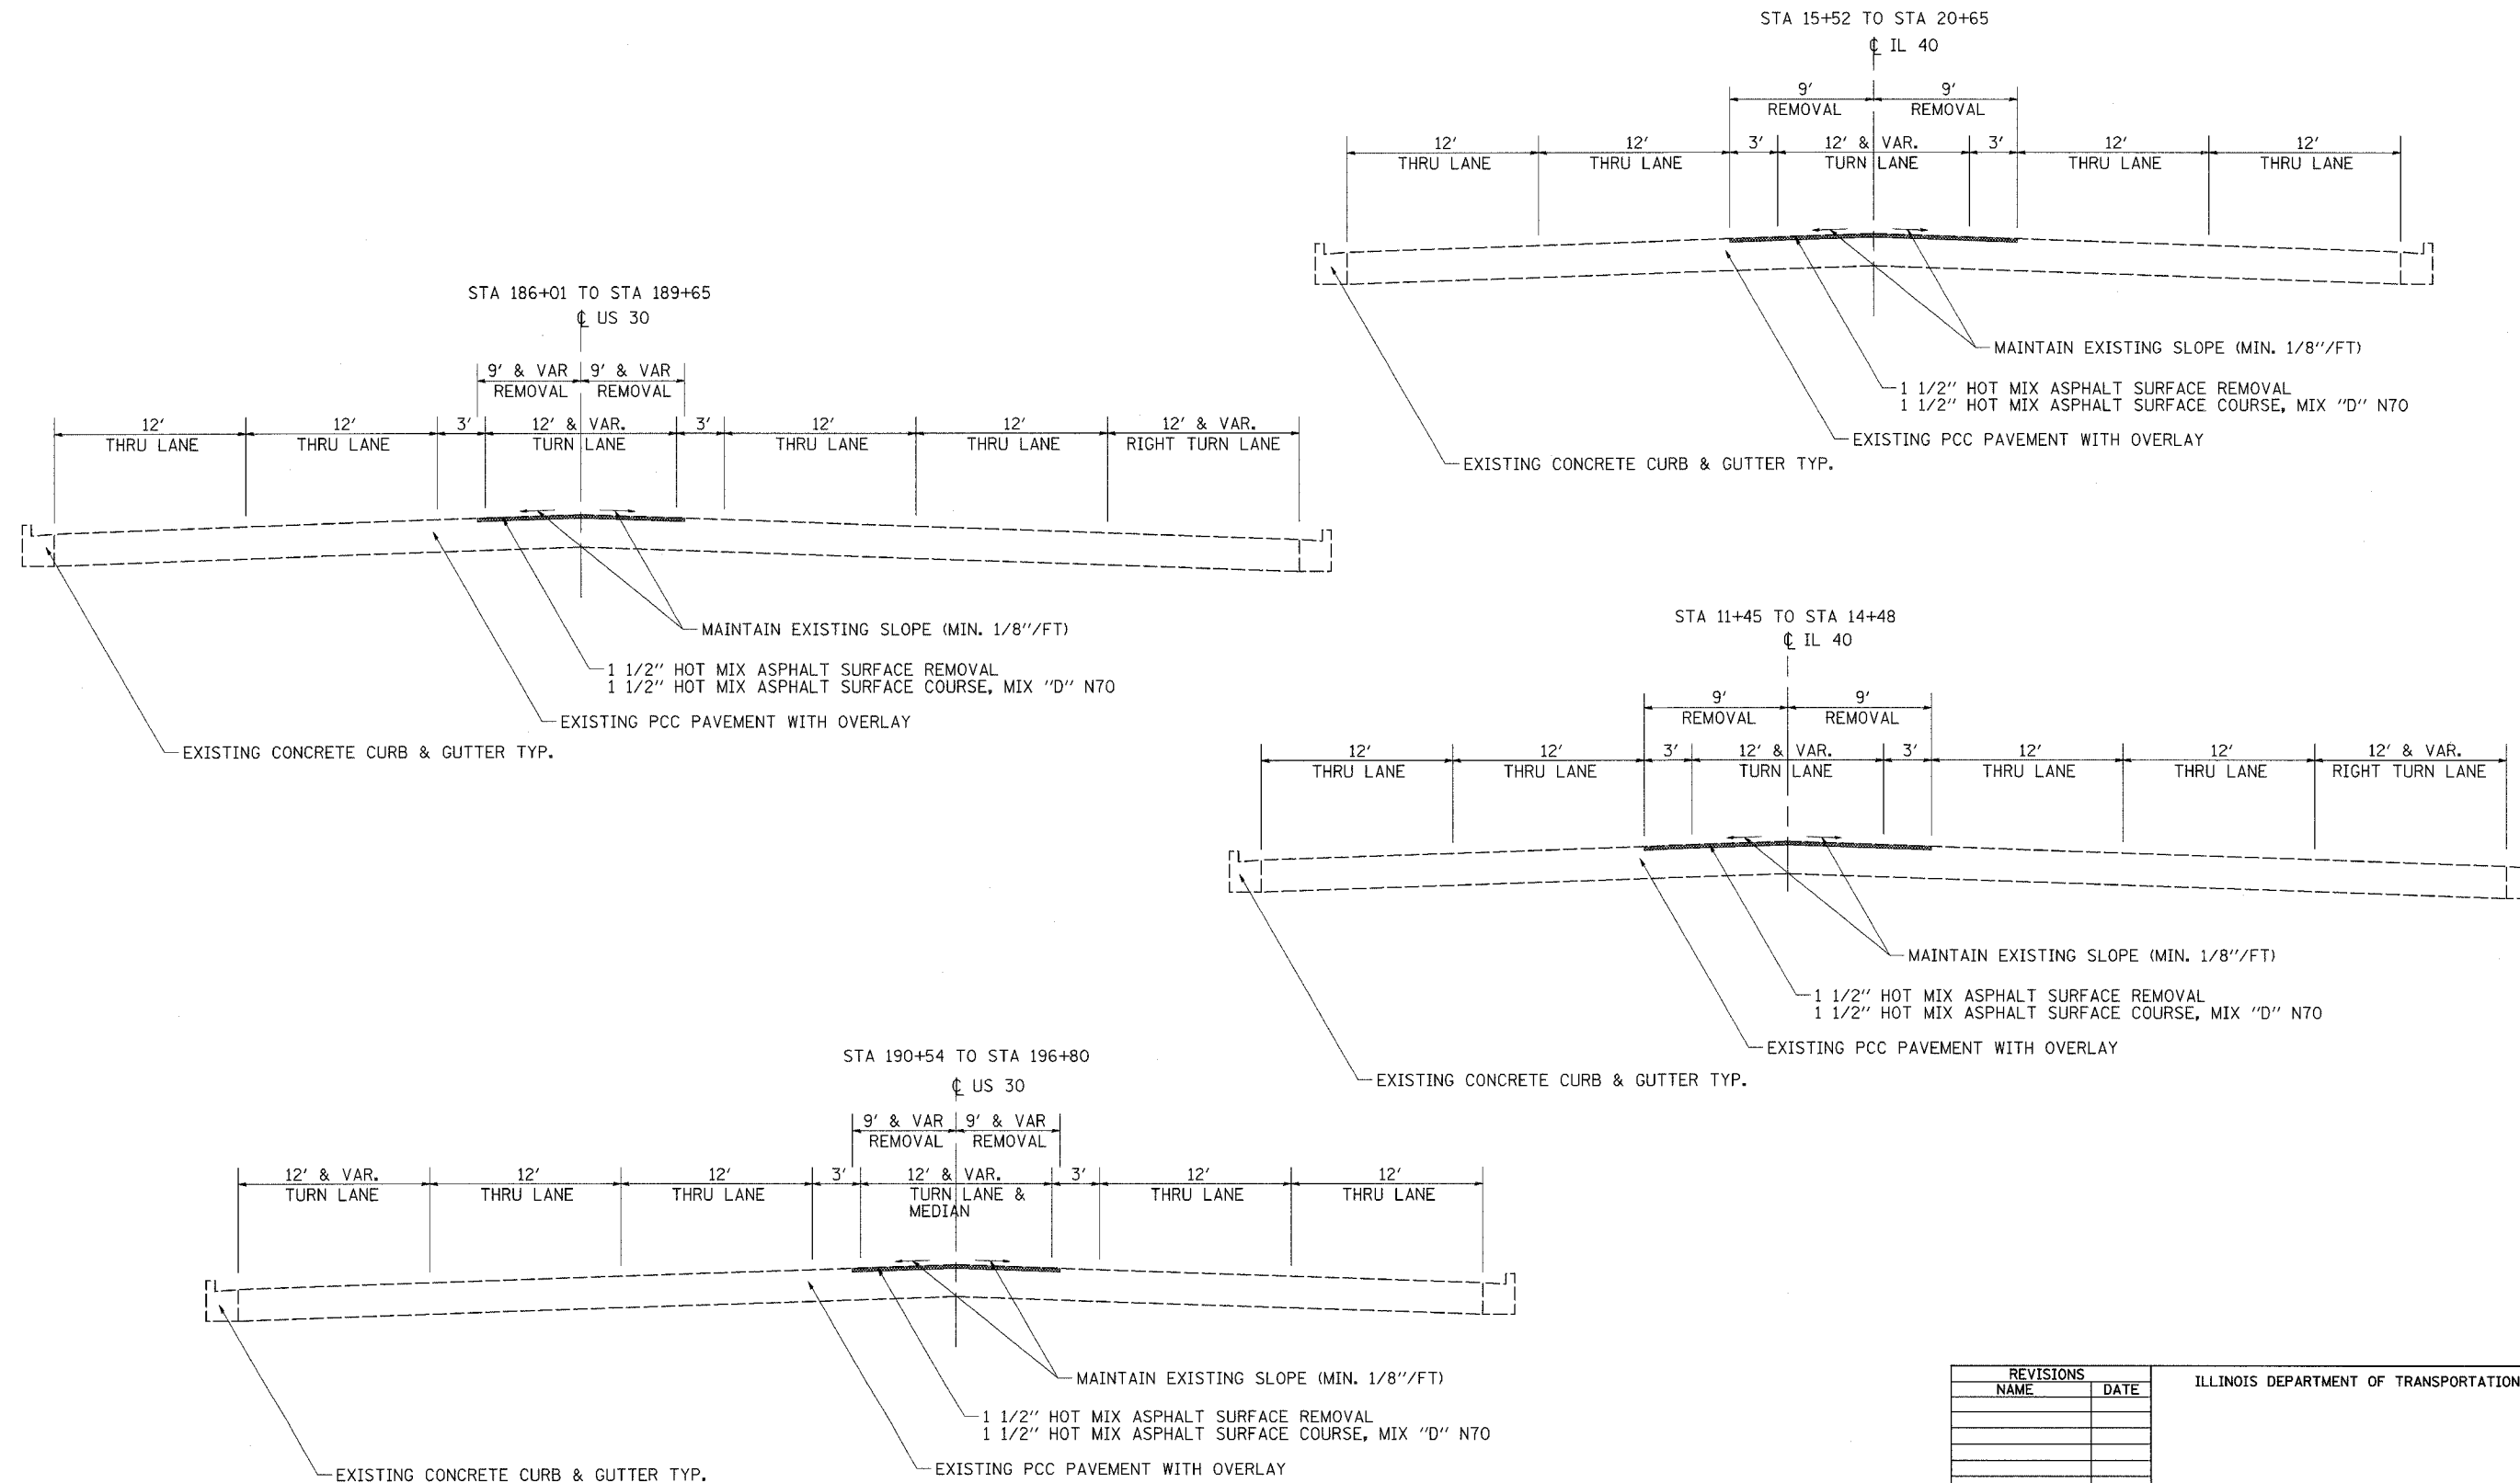 STA 15+52 TO STA 20+65
℄ IL 40
9' 9'
REMOVAL REMOVAL
12' 12' 3' 12' & VAR. 3' 12' 12'
THRU LANE THRU LANE TURN LANE THRU LANE THRU LANE
MAINTAIN EXISTING SLOPE (MIN. 1/8"/FT)
1 1/2" HOT MIX ASPHALT SURFACE REMOVAL
1 1/2" HOT MIX ASPHALT SURFACE COURSE, MIX "D" N70
EXISTING PCC PAVEMENT WITH OVERLAY
EXISTING CONCRETE CURB & GUTTER TYP.
STA 186+01 TO STA 189+65
℄ US 30
9' & VAR 9' & VAR
REMOVAL REMOVAL
12' 12' 3' 12' & VAR. 3' 12' 12' 12' & VAR.
THRU LANE THRU LANE TURN LANE THRU LANE THRU LANE RIGHT TURN LANE
MAINTAIN EXISTING SLOPE (MIN. 1/8"/FT)
1 1/2" HOT MIX ASPHALT SURFACE REMOVAL
1 1/2" HOT MIX ASPHALT SURFACE COURSE, MIX "D" N70
EXISTING PCC PAVEMENT WITH OVERLAY
EXISTING CONCRETE CURB & GUTTER TYP.
STA 11+45 TO STA 14+48
℄ IL 40
9' 9'
REMOVAL REMOVAL
12' 12' 3' 12' & VAR. 3' 12' 12' 12' & VAR.
THRU LANE THRU LANE TURN LANE THRU LANE THRU LANE RIGHT TURN LANE
MAINTAIN EXISTING SLOPE (MIN. 1/8"/FT)
1 1/2" HOT MIX ASPHALT SURFACE REMOVAL
1 1/2" HOT MIX ASPHALT SURFACE COURSE, MIX "D" N70
EXISTING PCC PAVEMENT WITH OVERLAY
EXISTING CONCRETE CURB & GUTTER TYP.
STA 190+54 TO STA 196+80
℄ US 30
9' & VAR 9' & VAR
REMOVAL REMOVAL
12' & VAR. 12' 12' 3' 12' & VAR. 3' 12' 12'
TURN LANE THRU LANE THRU LANE TURN LANE & THRU LANE THRU LANE
MEDIAN
MAINTAIN EXISTING SLOPE (MIN. 1/8"/FT)
1 1/2" HOT MIX ASPHALT SURFACE REMOVAL
1 1/2" HOT MIX ASPHALT SURFACE COURSE, MIX "D" N70
EXISTING PCC PAVEMENT WITH OVERLAY
EXISTING CONCRETE CURB & GUTTER TYP.
REVISIONS
NAME DATE
ILLINOIS DEPARTMENT OF TRANSPORTATION